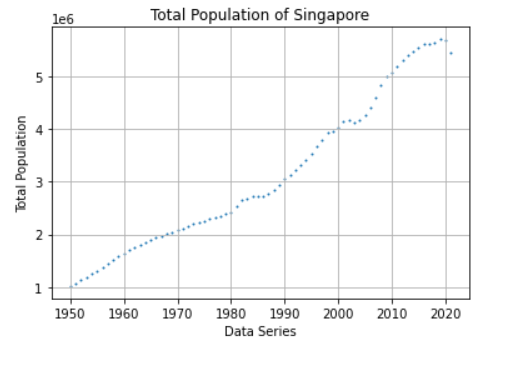 Total Population of Singapore
1e6
5
4
3
2
1
Total Population
1950 1960 1970 1980 1990 2000 2010 2020
Data Series